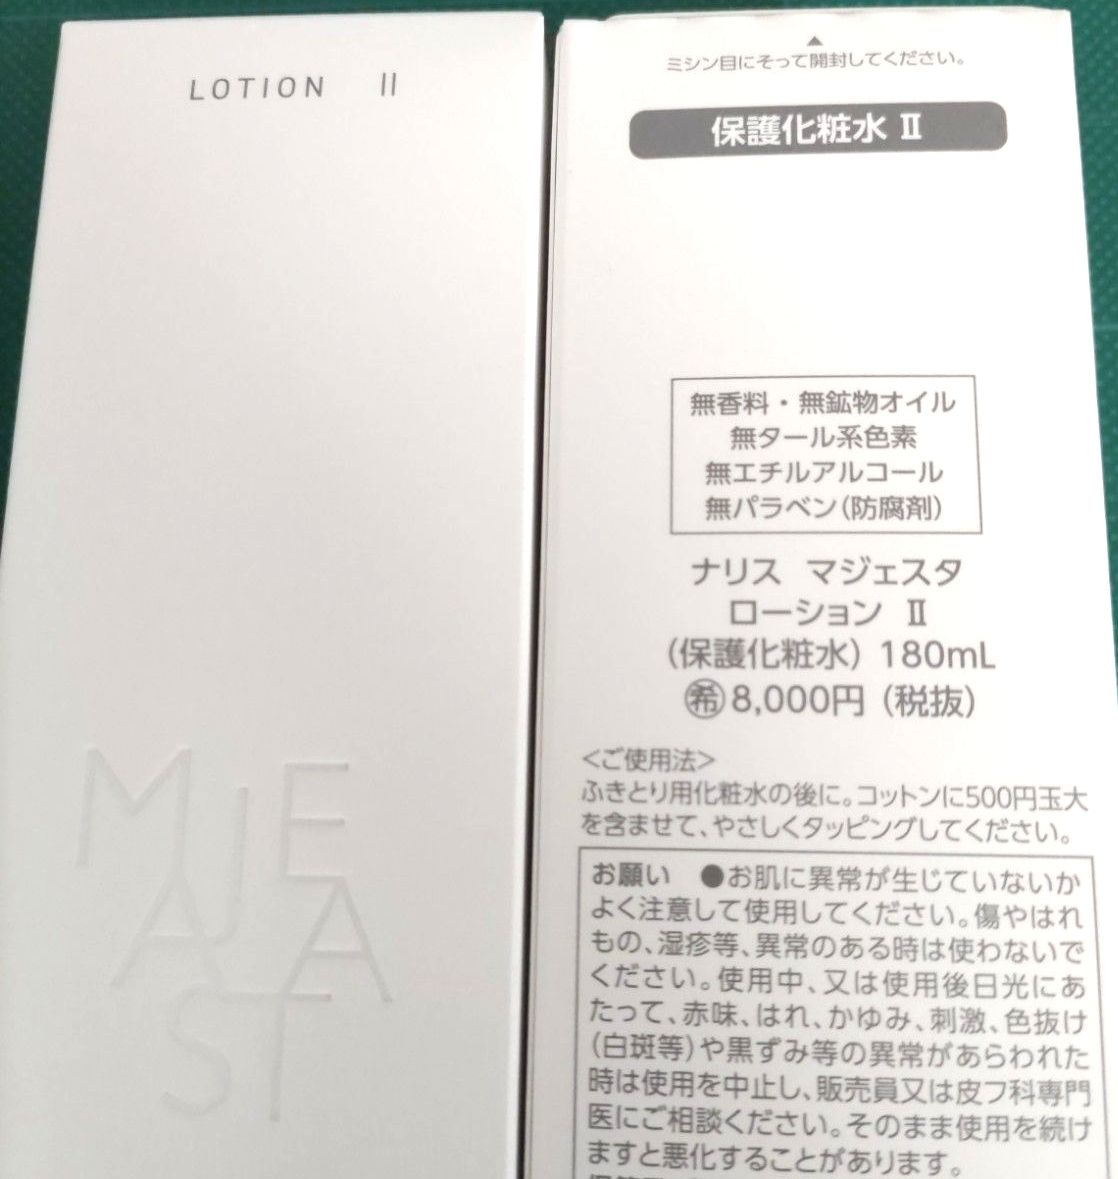 LOTION II
MAJESTA
ミシン目にそって開封してください。
保護化粧水 Ⅱ
無香料・無鉱物オイル
無タール系色素
無エチルアルコール
無パラベン(防腐剤)
ナリス マジェスタ
ローション Ⅱ
(保護化粧水) 180mL
㊗8,000円 (税抜)
<ご使用法>
ふきとり用化粧水の後に。コットンに500円玉大
を含ませて、やさしくタッピングしてください。
お願い ●お肌に異常が生じていないか
よく注意して使用してください。傷やはれ
もの、湿疹等、異常のある時は使わないで
ください。使用中、又は使用後日光にあ
たって、赤味、はれ、かゆみ、刺激、色抜け
(白斑等)や黒ずみ等の異常があらわれた
時は使用を中止し、販売員又は皮フ科専門
医にご相談ください。そのまま使用を続け
ますと悪化することがあります。